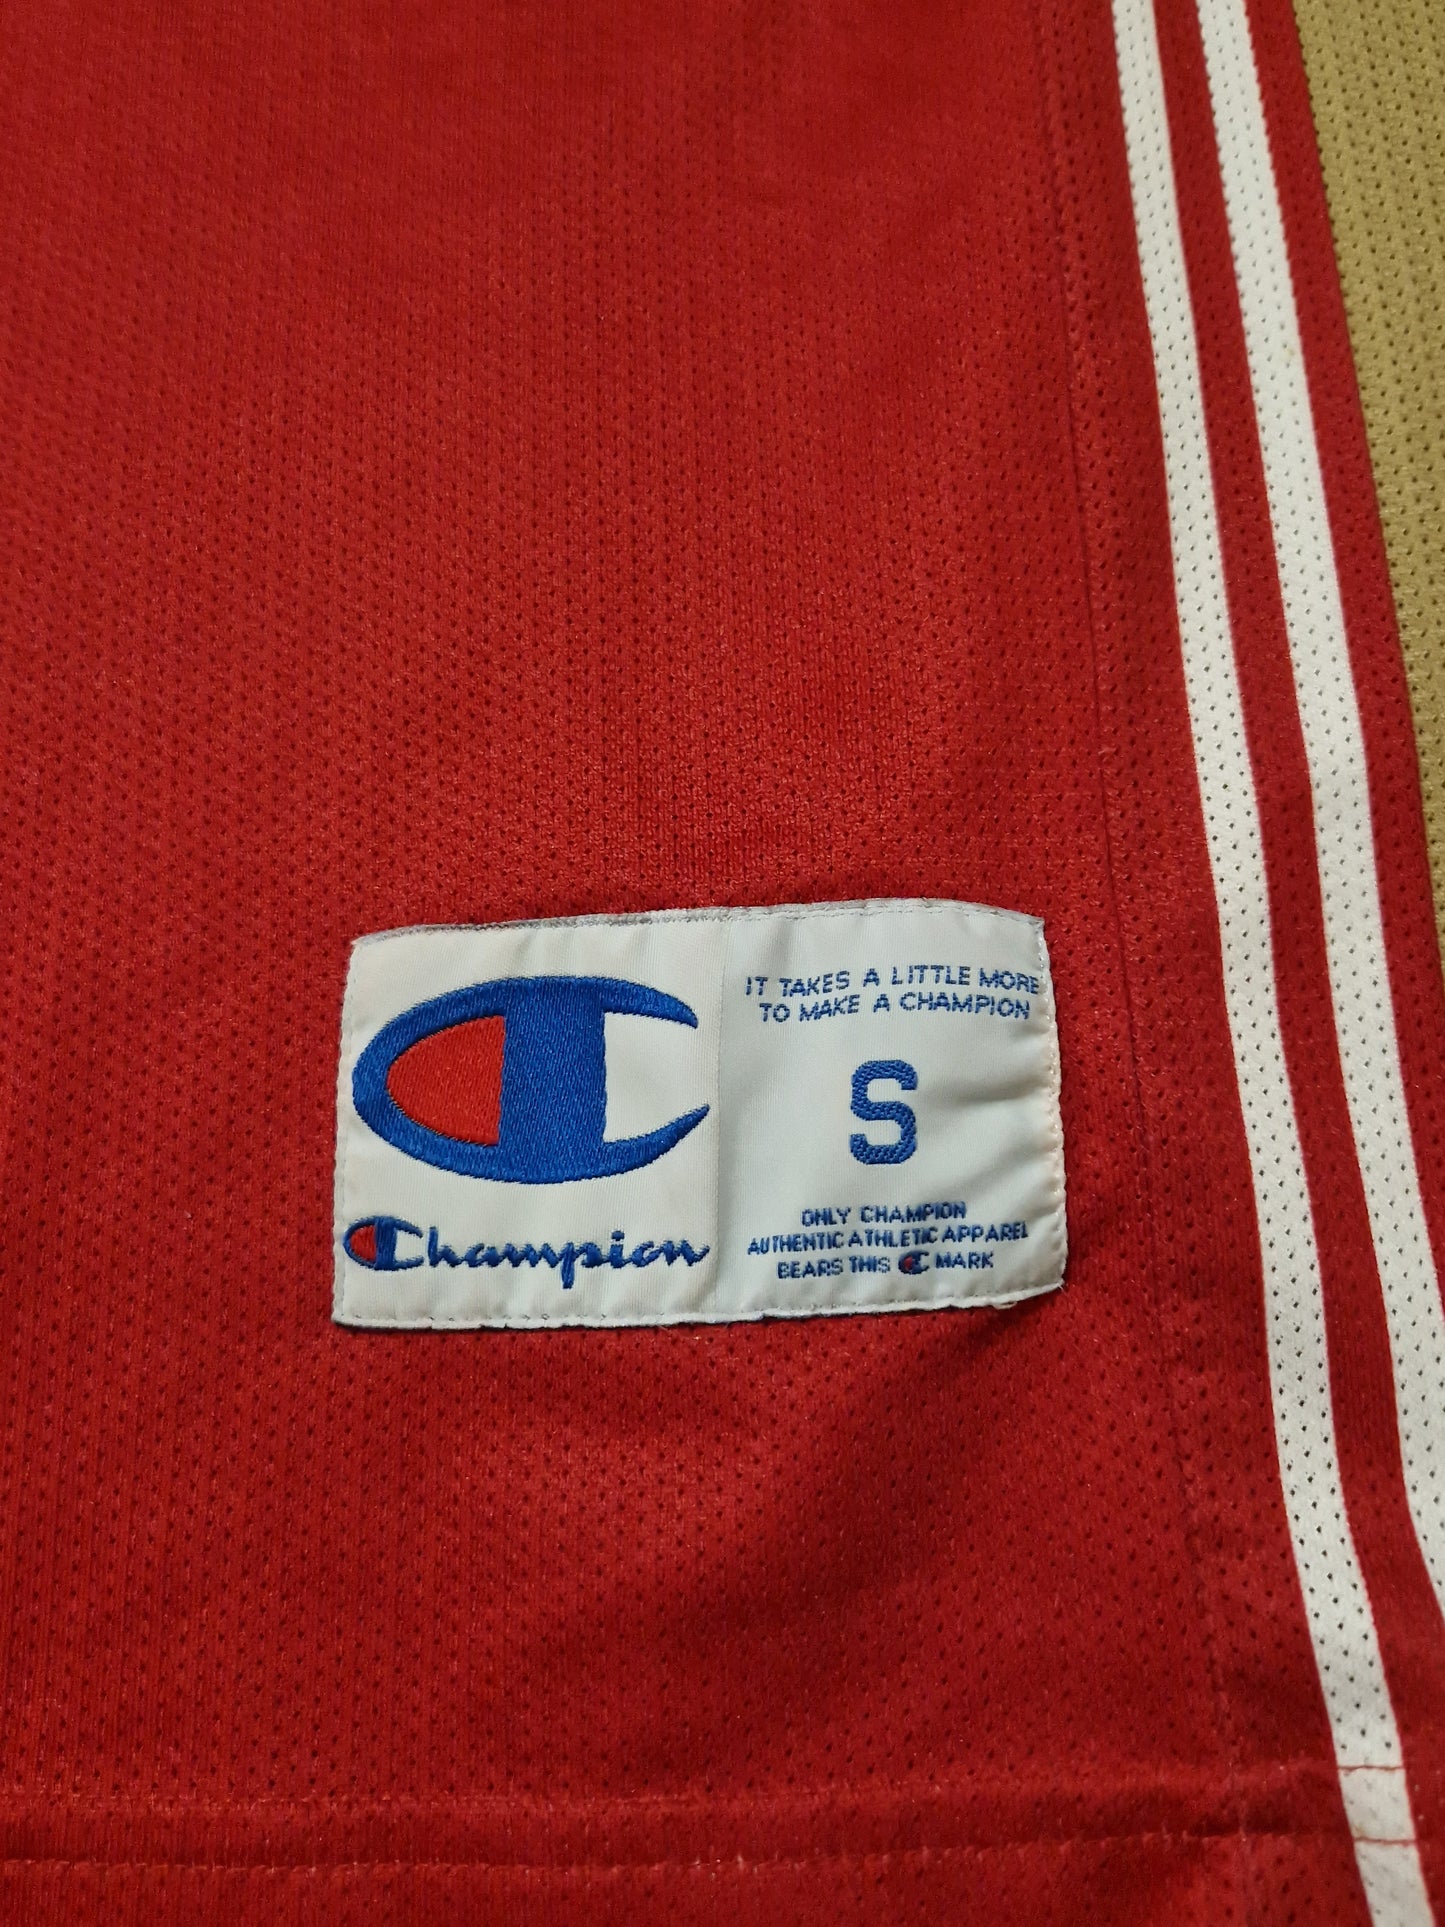 Champion
IT TAKES A LITTLE MORE
TO MAKE A CHAMPION
S
ONLY CHAMPION
AUTHENTIC ATHLETIC APPAREL
BEARS THIS C MARK